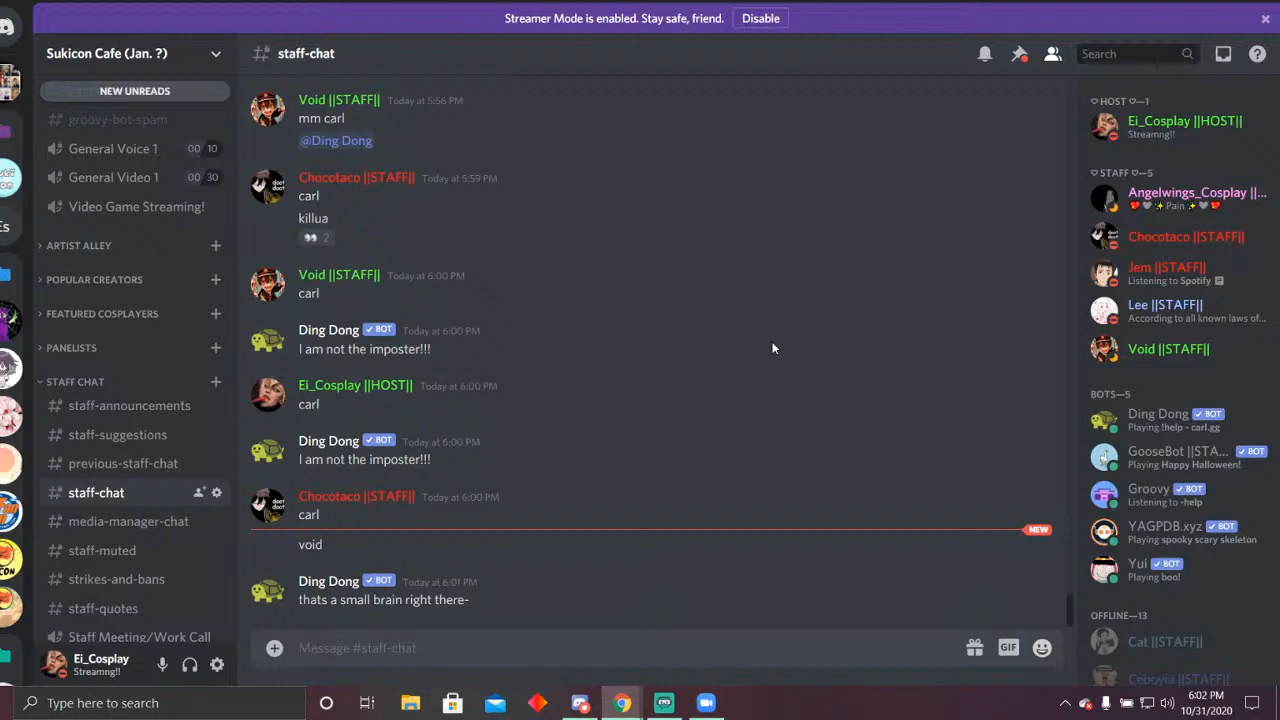 Streamer Mode is enabled. Stay safe, friend. Disable
Sukicon Cafe (Jan. ?)
NEW UNREADS
groovy-bot-spam
General Voice 1 00 10
General Video 1 00 30
Video Game Streaming!
ARTIST ALLEY
POPULAR CREATORS
FEATURED COSPLAYERS
PANELISTS
STAFF CHAT
staff-announcements
staff-suggestions
previous-staff-chat
staff-chat
media-manager-chat
staff-muted
strikes-and-bans
staff-quotes
Staff Meeting/Work Call
Ei_Cosplay
Streamng!!
staff-chat
Search
Void ||STAFF|| Today at 5:56 PM
mm carl
@Ding Dong
Chocotaco ||STAFF|| Today at 5:59 PM
carl
killua
👀 2
Void ||STAFF|| Today at 6:00 PM
carl
Ding Dong ✓ BOT Today at 6:00 PM
I am not the imposter!!!
Ei_Cosplay ||HOST|| Today at 6:00 PM
carl
Ding Dong ✓ BOT Today at 6:00 PM
I am not the imposter!!!
Chocotaco ||STAFF|| Today at 6:00 PM
carl
NEW
void
Ding Dong ✓ BOT Today at 6:01 PM
thats a small brain right there-
Message #staff-chat
GIF
♡ HOST ♡—1
Ei_Cosplay ||HOST||
Streamng!!
♡ STAFF ♡—5
Angelwings_Cosplay ||...
💔🖤✨Pain✨🖤💔
Chocotaco ||STAFF||
Jem ||STAFF||
Listening to Spotify
Lee ||STAFF||
According to all known laws of...
Void ||STAFF||
BOTS—5
Ding Dong ✓ BOT
Playing !help - carl.gg
GooseBot ||STA... ✓ BOT
Playing Happy Halloween!
Groovy ✓ BOT
Listening to -help
YAGPDB.xyz ✓ BOT
Playing spooky scary skeleton
Yui ✓ BOT
Playing boo!
OFFLINE—13
Cat ||STAFF||
Ceboyia ||STAFF||
Type here to search
6:02 PM
10/31/2020